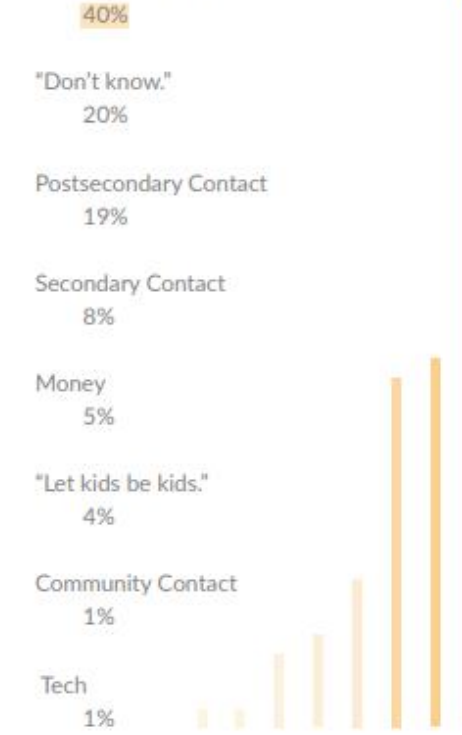 40%
“Don’t know.”
20%
Postsecondary Contact
19%
Secondary Contact
8%
Money
5%
“Let kids be kids.”
4%
Community Contact
1%
Tech
1%